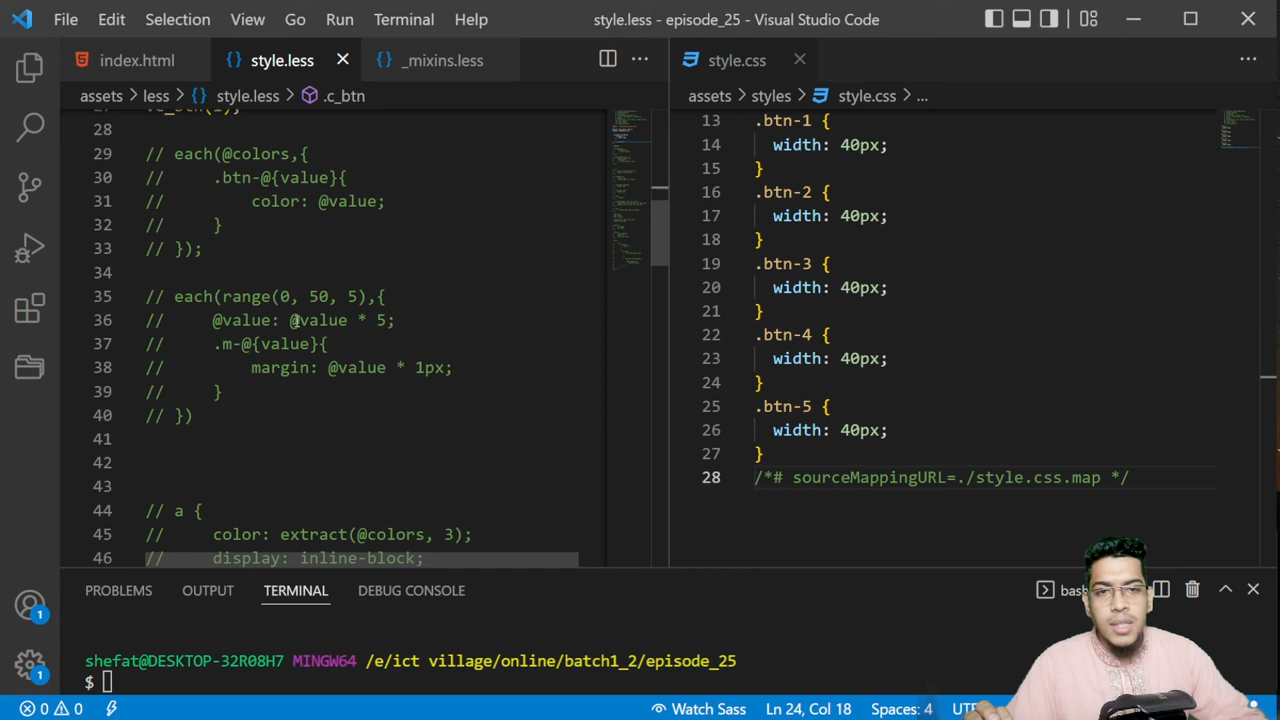 File Edit Selection View Go Run Terminal Help style.less - episode_25 - Visual Studio Code
index.html style.less _mixins.less style.css
assets > less > style.less > .c_btn
assets > styles > style.css > ...
28
29 // each(@colors,{
30 //     .btn-@{value}{
31 //         color: @value;
32 //     }
33 // });
34
35 // each(range(0, 50, 5),{
36 //     @value: @value * 5;
37 //     .m-@{value}{
38 //         margin: @value * 1px;
39 //     }
40 // })
41
42
43
44 // a {
45 //     color: extract(@colors, 3);
46 //     display: inline-block;
13 .btn-1 {
14   width: 40px;
15 }
16 .btn-2 {
17   width: 40px;
18 }
19 .btn-3 {
20   width: 40px;
21 }
22 .btn-4 {
23   width: 40px;
24 }
25 .btn-5 {
26   width: 40px;
27 }
28 /*# sourceMappingURL=./style.css.map */
PROBLEMS OUTPUT TERMINAL DEBUG CONSOLE
shefat@DESKTOP-32R08H7 MINGW64 /e/ict village/online/batch1_2/episode_25
$
1
1
0 0 Watch Sass Ln 24, Col 18 Spaces: 4